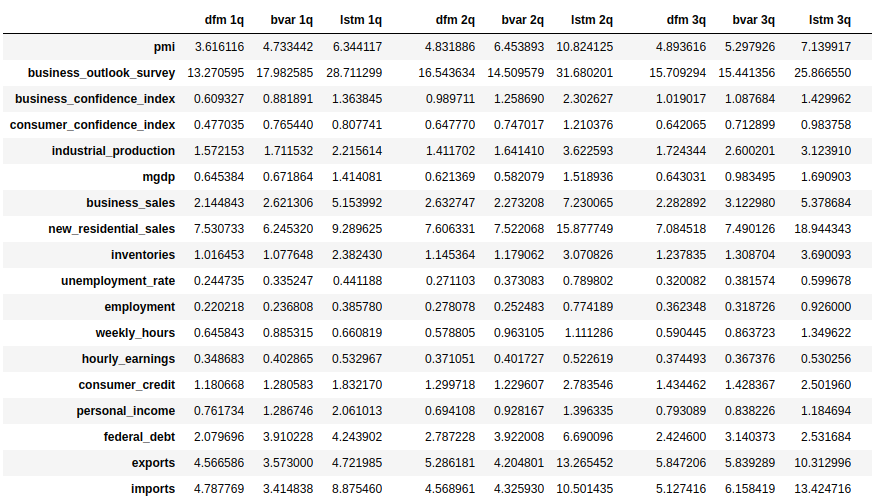 dfm 1q bvar 1q lstm 1q dfm 2q bvar 2q lstm 2q dfm 3q bvar 3q lstm 3q
pmi 3.616116 4.733442 6.344117 4.831886 6.453893 10.824125 4.893616 5.297926 7.139917
business_outlook_survey 13.270595 17.982585 28.711299 16.543634 14.509579 31.680201 15.709294 15.441356 25.866550
business_confidence_index 0.609327 0.881891 1.363845 0.989711 1.258690 2.302627 1.019017 1.087684 1.429962
consumer_confidence_index 0.477035 0.765440 0.807741 0.647770 0.747017 1.210376 0.642065 0.712899 0.983758
industrial_production 1.572153 1.711532 2.215614 1.411702 1.641410 3.622593 1.724344 2.600201 3.123910
mgdp 0.645384 0.671864 1.414081 0.621369 0.582079 1.518936 0.643031 0.983495 1.690903
business_sales 2.144843 2.621306 5.153992 2.632747 2.273208 7.230065 2.282892 3.122980 5.378684
new_residential_sales 7.530733 6.245320 9.289625 7.606331 7.522068 15.877749 7.084518 7.490126 18.944343
inventories 1.016453 1.077648 2.382430 1.145364 1.179062 3.070826 1.237835 1.308704 3.690093
unemployment_rate 0.244735 0.335247 0.441188 0.271103 0.373083 0.789802 0.320082 0.381574 0.599678
employment 0.220218 0.236808 0.385780 0.278078 0.252483 0.774189 0.362348 0.318726 0.926000
weekly_hours 0.645843 0.885315 0.660819 0.578805 0.963105 1.111286 0.590445 0.863723 1.349622
hourly_earnings 0.348683 0.402865 0.532967 0.371051 0.401727 0.522619 0.374493 0.367376 0.530256
consumer_credit 1.180668 1.280583 1.832170 1.299718 1.229607 2.783546 1.434462 1.428367 2.501960
personal_income 0.761734 1.286746 2.061013 0.694108 0.928167 1.396335 0.793089 0.838226 1.184694
federal_debt 2.079696 3.910228 4.243902 2.787228 3.922008 6.690096 2.424600 3.140373 2.531684
exports 4.566586 3.573000 4.721985 5.286181 4.204801 13.265452 5.847206 5.839289 10.312996
imports 4.787769 3.414838 8.875460 4.568961 4.325930 10.501435 5.127416 6.158419 13.424716